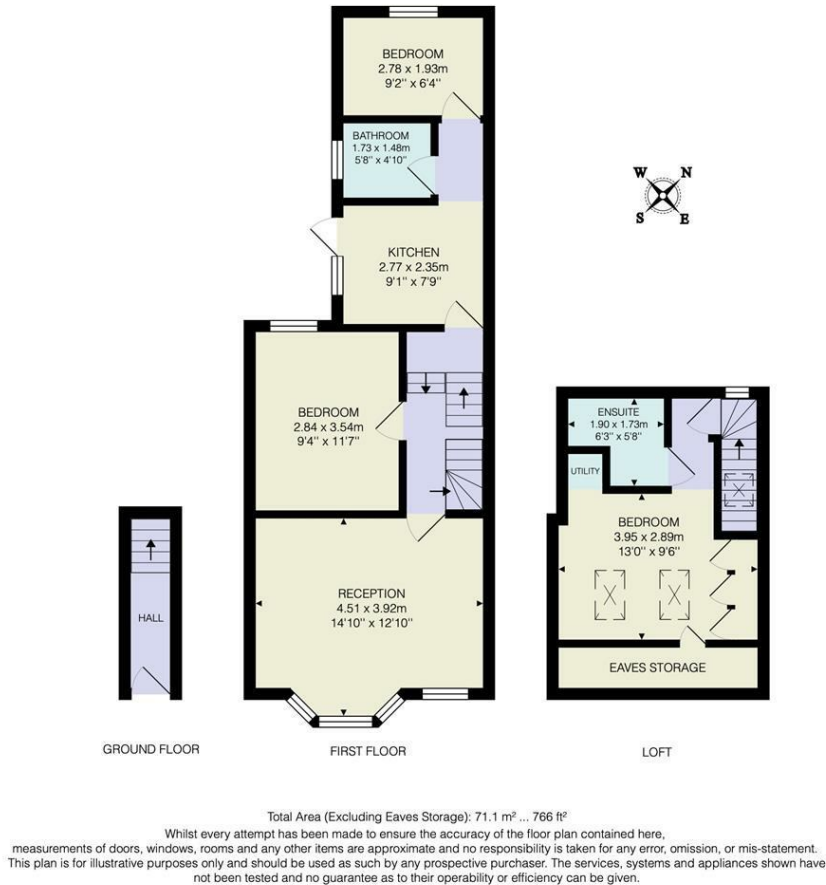 BEDROOM
2.78 x 1.93m
9'2" x 6'4"
BATHROOM
1.73 x 1.48m
5'8" x 4'10"
W N
S E
KITCHEN
2.77 x 2.35m
9'1" x 7'9"
BEDROOM
2.84 x 3.54m
9'4" x 11'7"
RECEPTION
4.51 x 3.92m
14'10" x 12'10"
HALL
ENSUITE
1.90 x 1.73m
6'3" x 5'8"
UTILITY
BEDROOM
3.95 x 2.89m
13'0" x 9'6"
EAVES STORAGE
GROUND FLOOR
FIRST FLOOR
LOFT
Total Area (Excluding Eaves Storage): 71.1 m² ... 766 ft²
Whilst every attempt has been made to ensure the accuracy of the floor plan contained here,
measurements of doors, windows, rooms and any other items are approximate and no responsibility is taken for any error, omission, or mis-statement.
This plan is for illustrative purposes only and should be used as such by any prospective purchaser. The services, systems and appliances shown have
not been tested and no guarantee as to their operability or efficiency can be given.